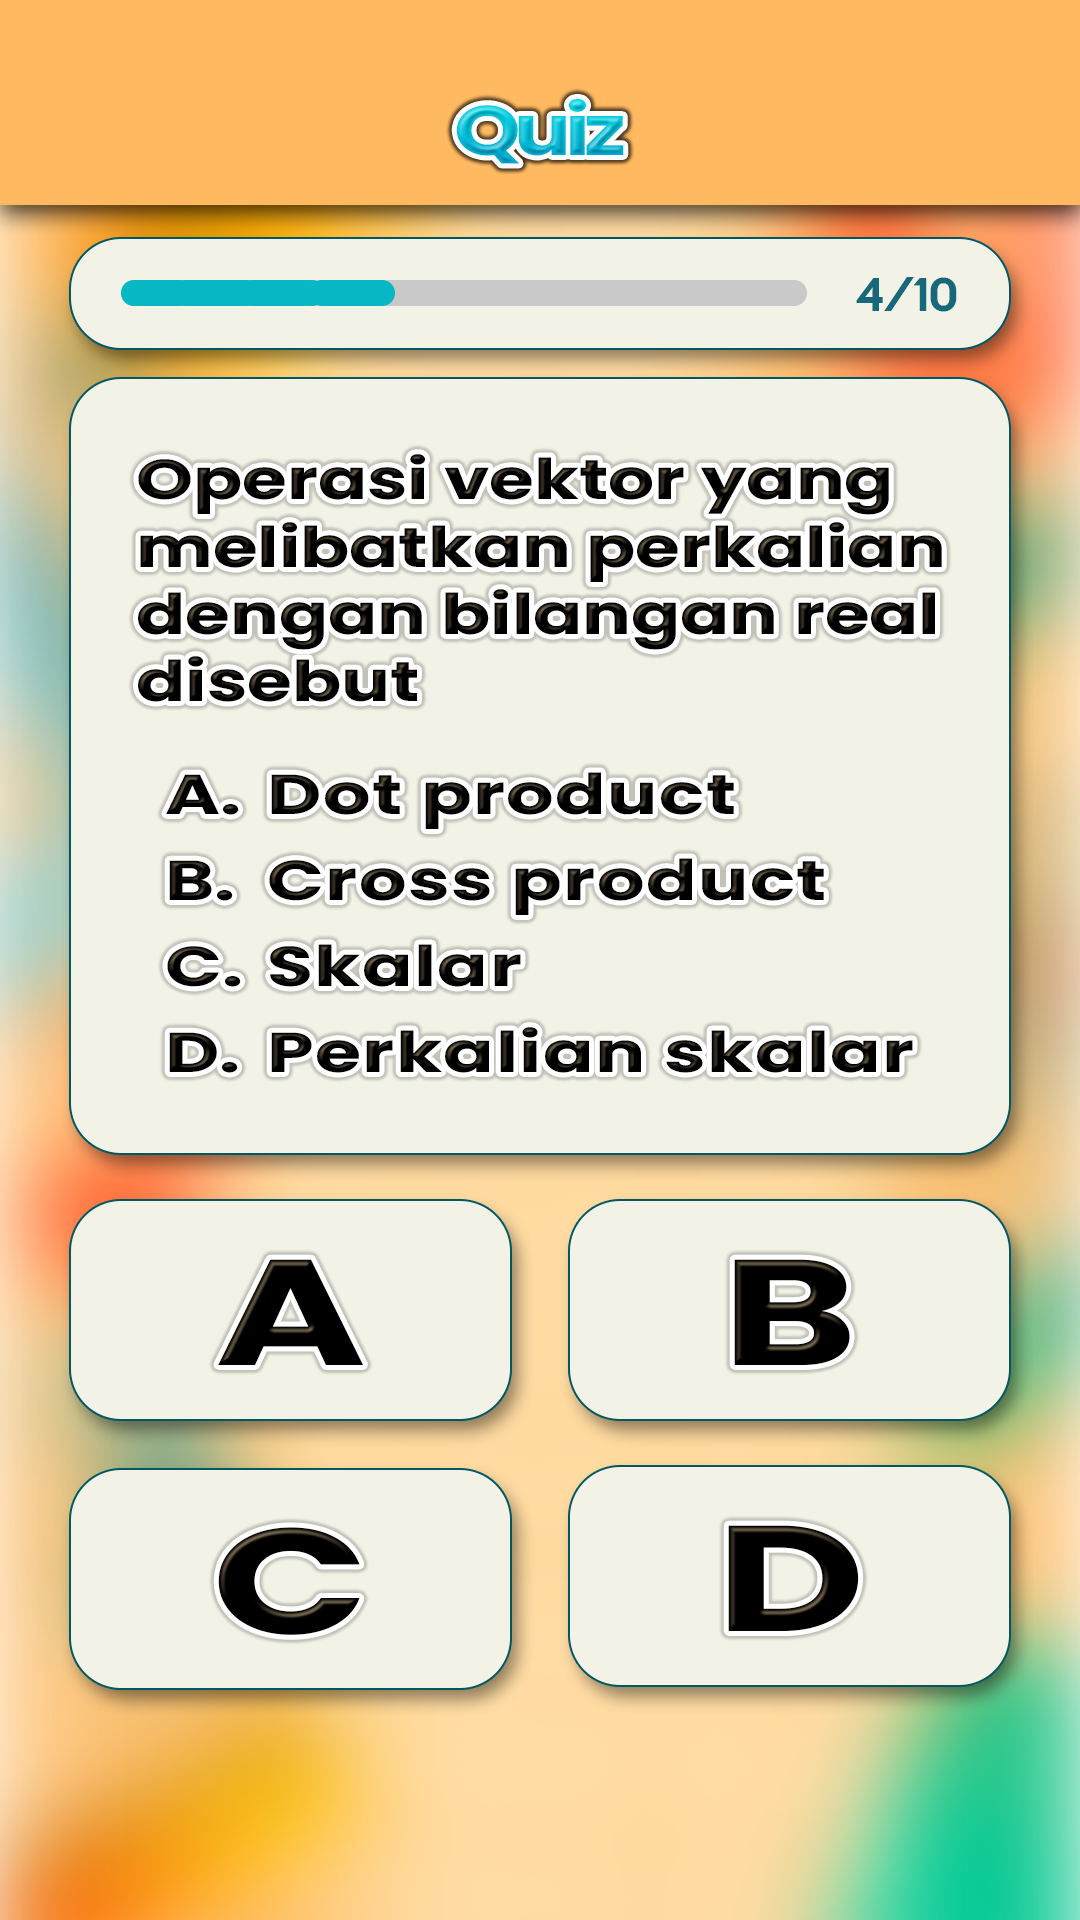 Quiz
4/10
Operasi vektor yang
melibatkan perkalian
dengan bilangan real
disebut
A. Dot product
B. Cross product
C. Skalar
D. Perkalian skalar
A
B
C
D